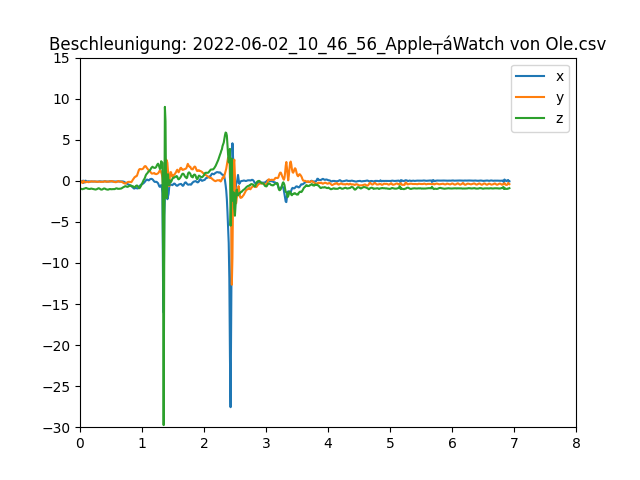 Beschleunigung: 2022-06-02_10_46_56_Apple┬áWatch von Ole.csv
15
10
5
0
−5
−10
−15
−20
−25
−30
0 1 2 3 4 5 6 7 8
x
y
z